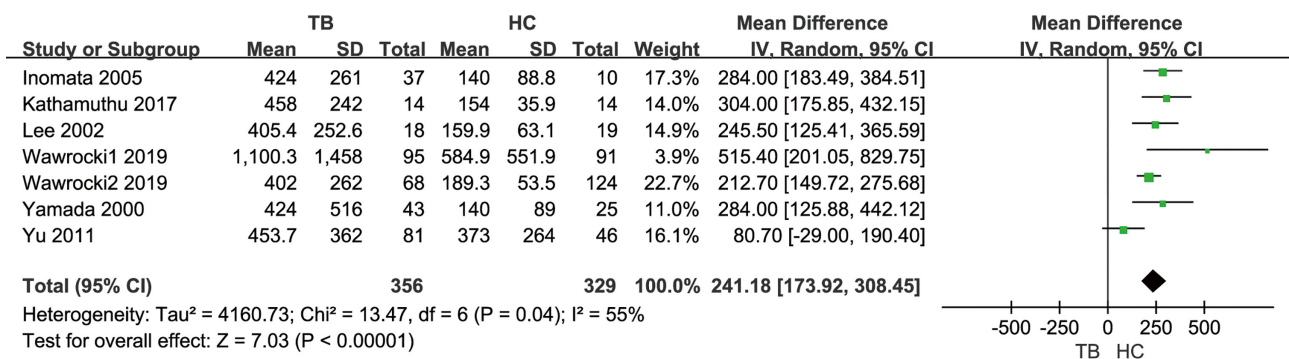 TB HC Mean Difference Mean Difference
Study or Subgroup Mean SD Total Mean SD Total Weight IV, Random, 95% CI IV, Random, 95% CI
Inomata 2005 424 261 37 140 88.8 10 17.3% 284.00 [183.49, 384.51]
Kathamuthu 2017 458 242 14 154 35.9 14 14.0% 304.00 [175.85, 432.15]
Lee 2002 405.4 252.6 18 159.9 63.1 19 14.9% 245.50 [125.41, 365.59]
Wawrocki1 2019 1,100.3 1,458 95 584.9 551.9 91 3.9% 515.40 [201.05, 829.75]
Wawrocki2 2019 402 262 68 189.3 53.5 124 22.7% 212.70 [149.72, 275.68]
Yamada 2000 424 516 43 140 89 25 11.0% 284.00 [125.88, 442.12]
Yu 2011 453.7 362 81 373 264 46 16.1% 80.70 [-29.00, 190.40]
Total (95% CI) 356 329 100.0% 241.18 [173.92, 308.45]
Heterogeneity: Tau² = 4160.73; Chi² = 13.47, df = 6 (P = 0.04); I² = 55%
Test for overall effect: Z = 7.03 (P < 0.00001)
-500 -250 0 250 500
TB HC